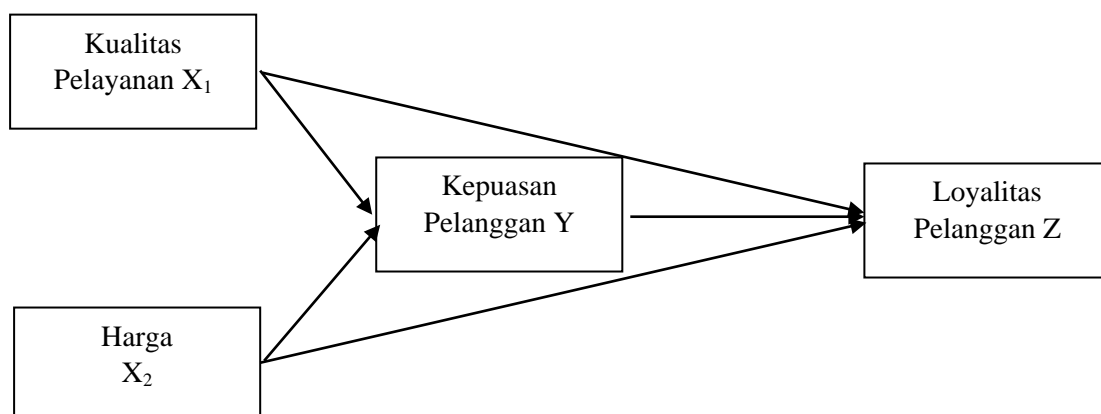 Kualitas
Pelayanan X₁
Kepuasan
Pelanggan Y
Loyalitas
Pelanggan Z
Harga
X₂